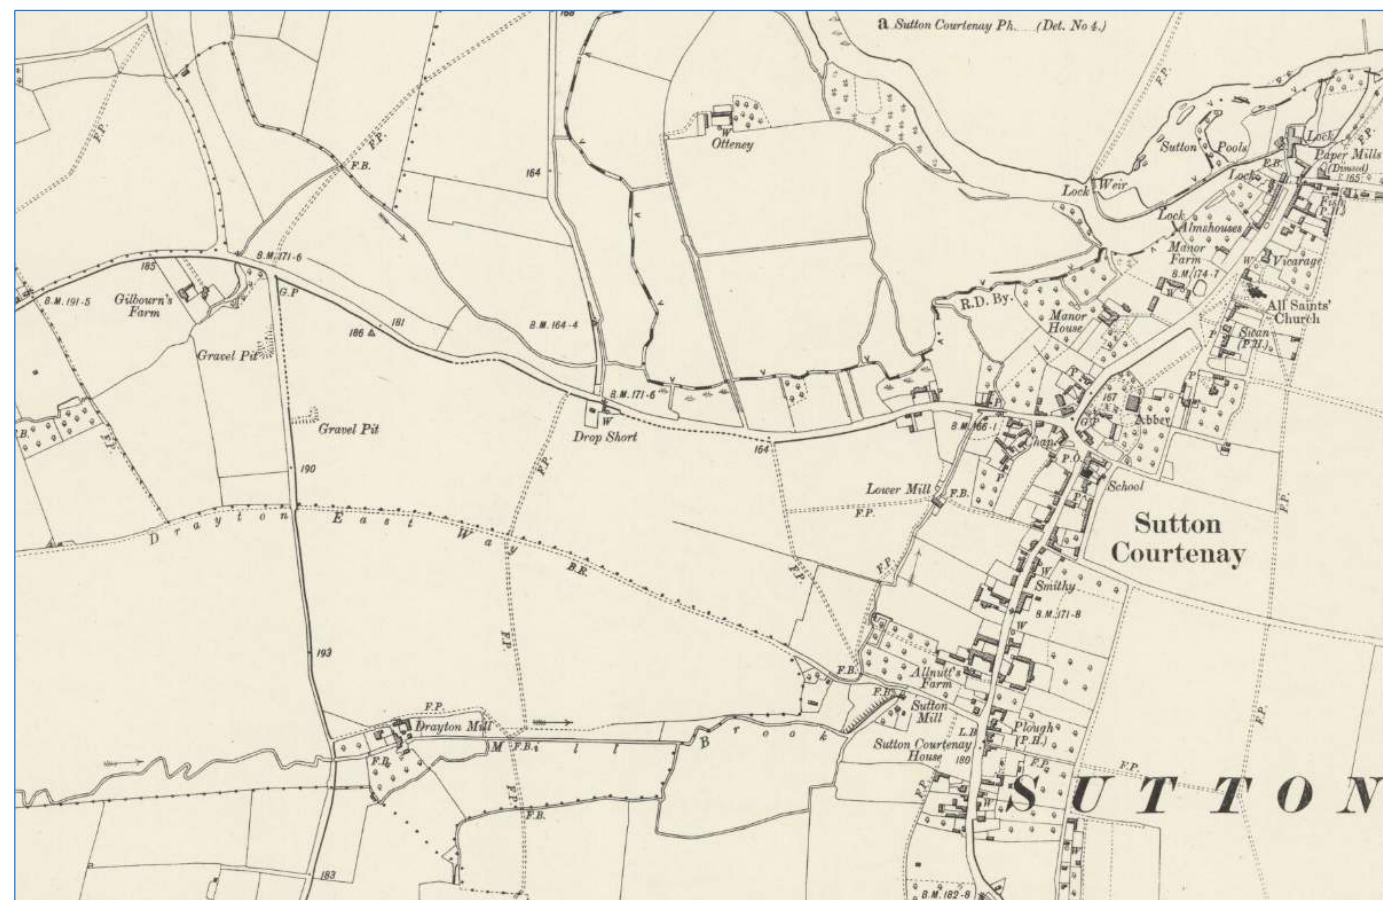 168
a Sutton Courtenay Ph. (Det. No 4.)
F.P.
F.P.
F.P.
F.P.
F.B.
164
Otteney
W
Sutton Pools
Lock
F.B.
Paper Mills
(Disused)
165
Lock
Weir
Lock
Lock
Fish
(P.H.)
Almshouses
Manor
Farm
B.M. 174·7
W
W
Vicarage
B.M. 171·6
185
B.M. 191·5
Gilbourn's
Farm
G.P
181
186
B.M. 164·4
R.D. By.
Manor
House
All Saints'
Church
Swan
(P.H.)
P
Gravel Pit
B.M. 171·6
W
Drop Short
P
P
P
167
G.P
Abbey
Gravel Pit
F.P.
164
B.M. 166·1
Chap.
P.O.
P
190
F.P.
Lower Mill
F.B.
F.P.
School
P
F.P.
Drayton East Way
B.R.
Sutton
Courtenay
F.P.
F.P.
W
Smithy
B.M. 171·8
W
193
F.P.
F.B.
Allnutt's
Farm
F.B.
Sutton
Mill
F.P.
F.P.
Drayton Mill
Mill Brook
F.B.
L.B
Plough
(P.H.)
Sutton Courtenay
House
180
F.P.
F.P.
F.B.
F.P.
F.P.
W
SUTTON
F.B.
183
W
B.M. 182·8